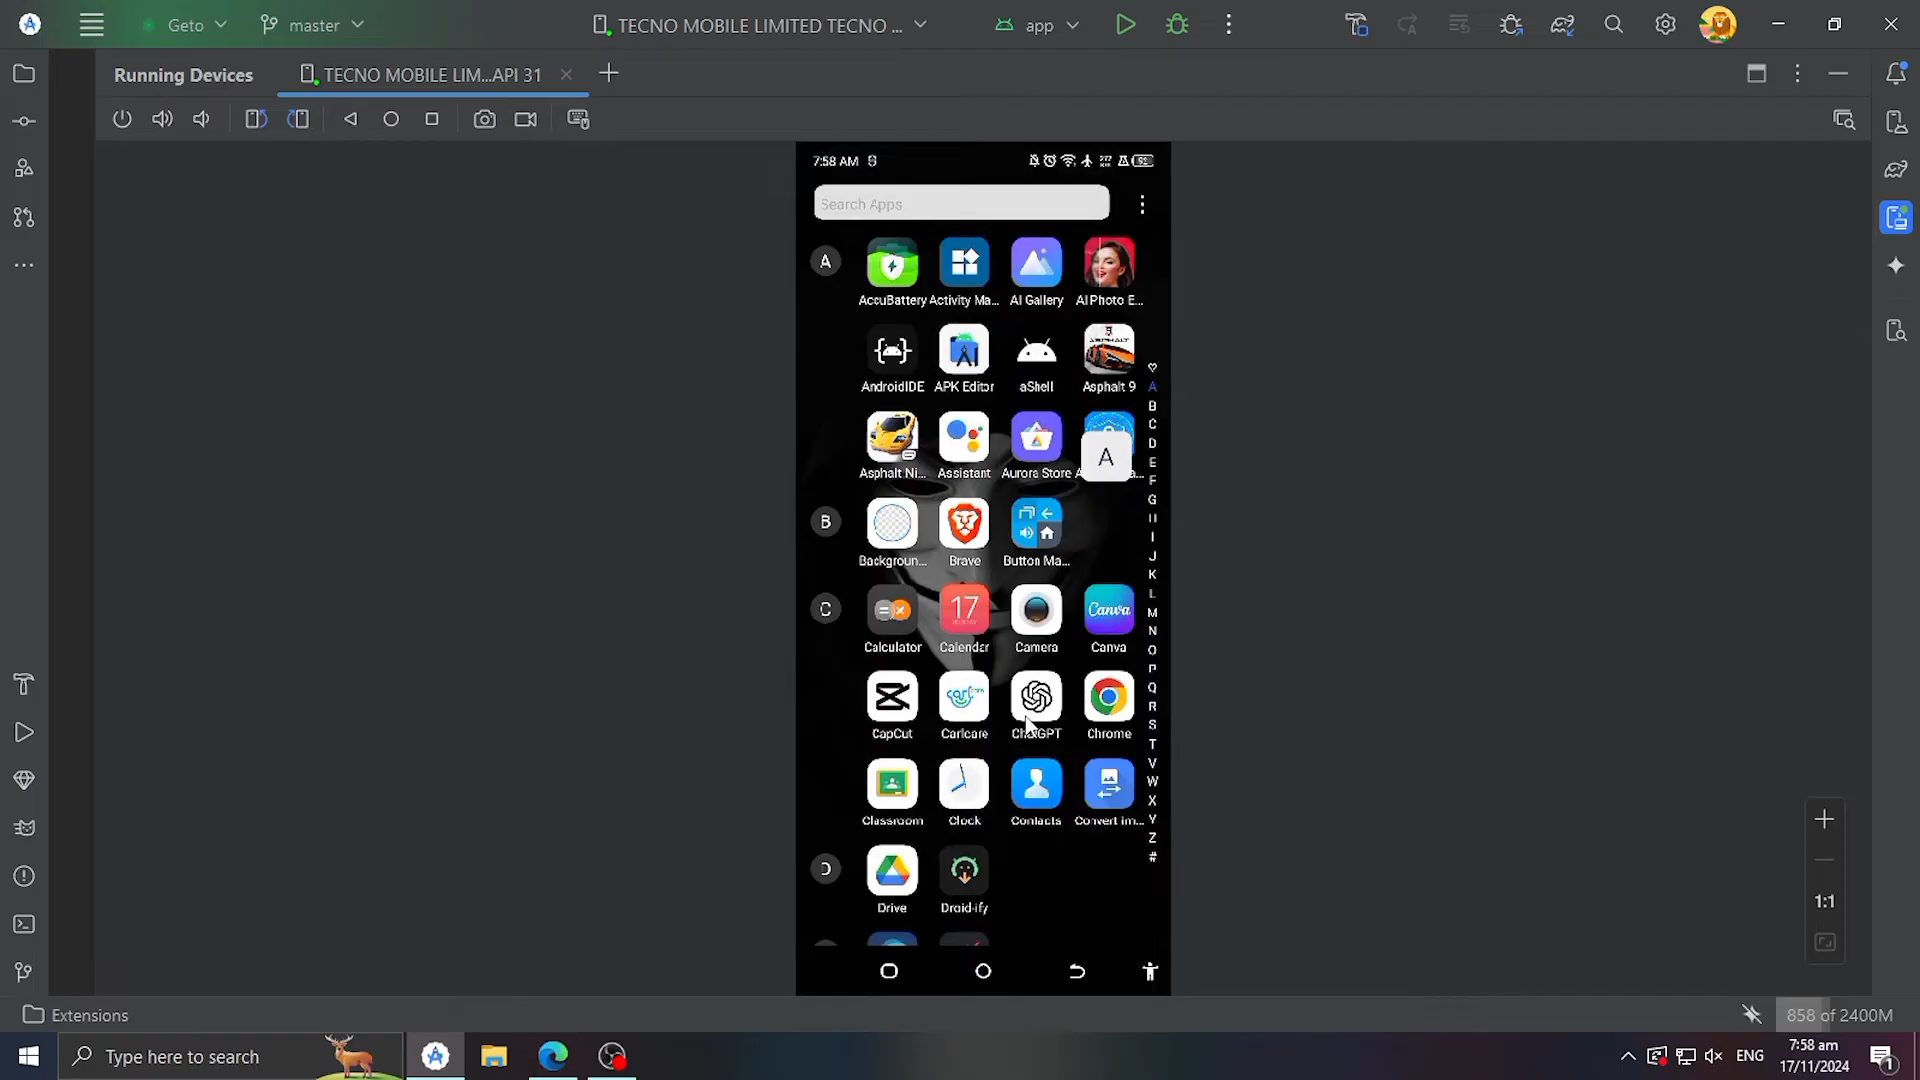 Geto
master
TECNO MOBILE LIMITED TECNO ...
app
Running Devices
TECNO MOBILE LIM...API 31
7:58 AM
Search Apps
A
AccuBattery Activity Ma... AI Gallery AI Photo E...
AndroidIDE APK Editor aShell Asphalt 9
Asphalt Ni... Assistant Aurora Store
A
B
Backgroun... Brave Button Ma...
C
17
Canva
Calculator Calendar Camera Canva
CapCut Carlcare ChatGPT Chrome
Classroom Clock Contacts Convert im...
D
Drive Droid-ify
A
B
C
D
E
F
G
H
I
J
K
L
M
N
O
P
Q
R
S
T
V
W
X
Y
Z
#
1:1
Extensions
858 of 2400M
Type here to search
ENG
7:58 am
17/11/2024
1